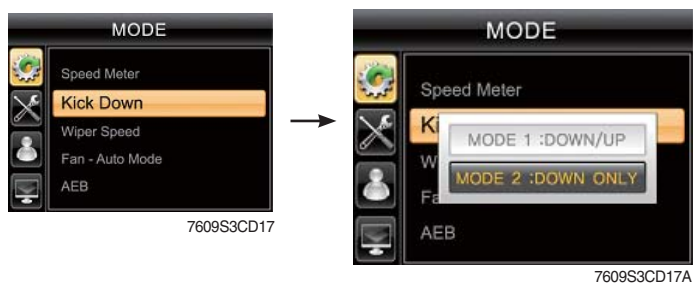 MODE
Speed Meter
Kick Down
Wiper Speed
Fan - Auto Mode
AEB
7609S3CD17
MODE
Speed Meter
Ki
MODE 1 :DOWN/UP
W
MODE 2 :DOWN ONLY
Fa
AEB
7609S3CD17A